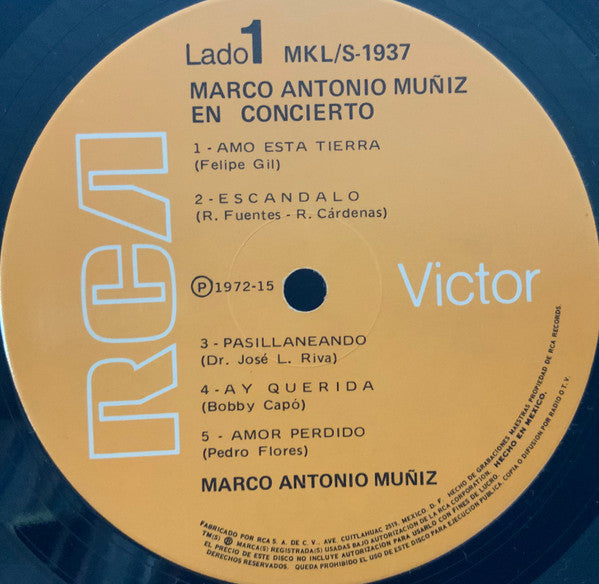 Lado 1 MKL/S-1937
MARCO ANTONIO MUÑIZ
EN CONCIERTO
1 - AMO ESTA TIERRA
(Felipe Gil)
2 - ESCANDALO
(R. Fuentes - R. Cárdenas)
RCA
Ⓟ 1972-15
Victor
3 - PASILLANEANDO
(Dr. José L. Riva)
4 - AY QUERIDA
(Bobby Capó)
5 - AMOR PERDIDO
(Pedro Flores)
MARCO ANTONIO MUÑIZ
FABRICADO POR RCA S. A. DE C. V., AVE. CUITLAHUAC 2519, MEXICO, D. F. HECHO DE GRABACIONES MAESTRAS PROPIEDAD DE RCA RECORDS.
TM(S) ® MARCA(S) REGISTRADA(S) USADAS BAJO AUTORIZACION DE LA RCA CORPORATION. HECHO EN MEXICO.
EL PRECIO DE ESTE DISCO NO INCLUYE AUTORIZACION PARA USARLO CON FINES DE LUCRO.
DERECHOS RESERVADOS. QUEDA PROHIBIDO EL USO DE ESTE DISCO PARA EJECUCION PUBLICA, COPIA O DIFUSION POR RADIO O T. V.